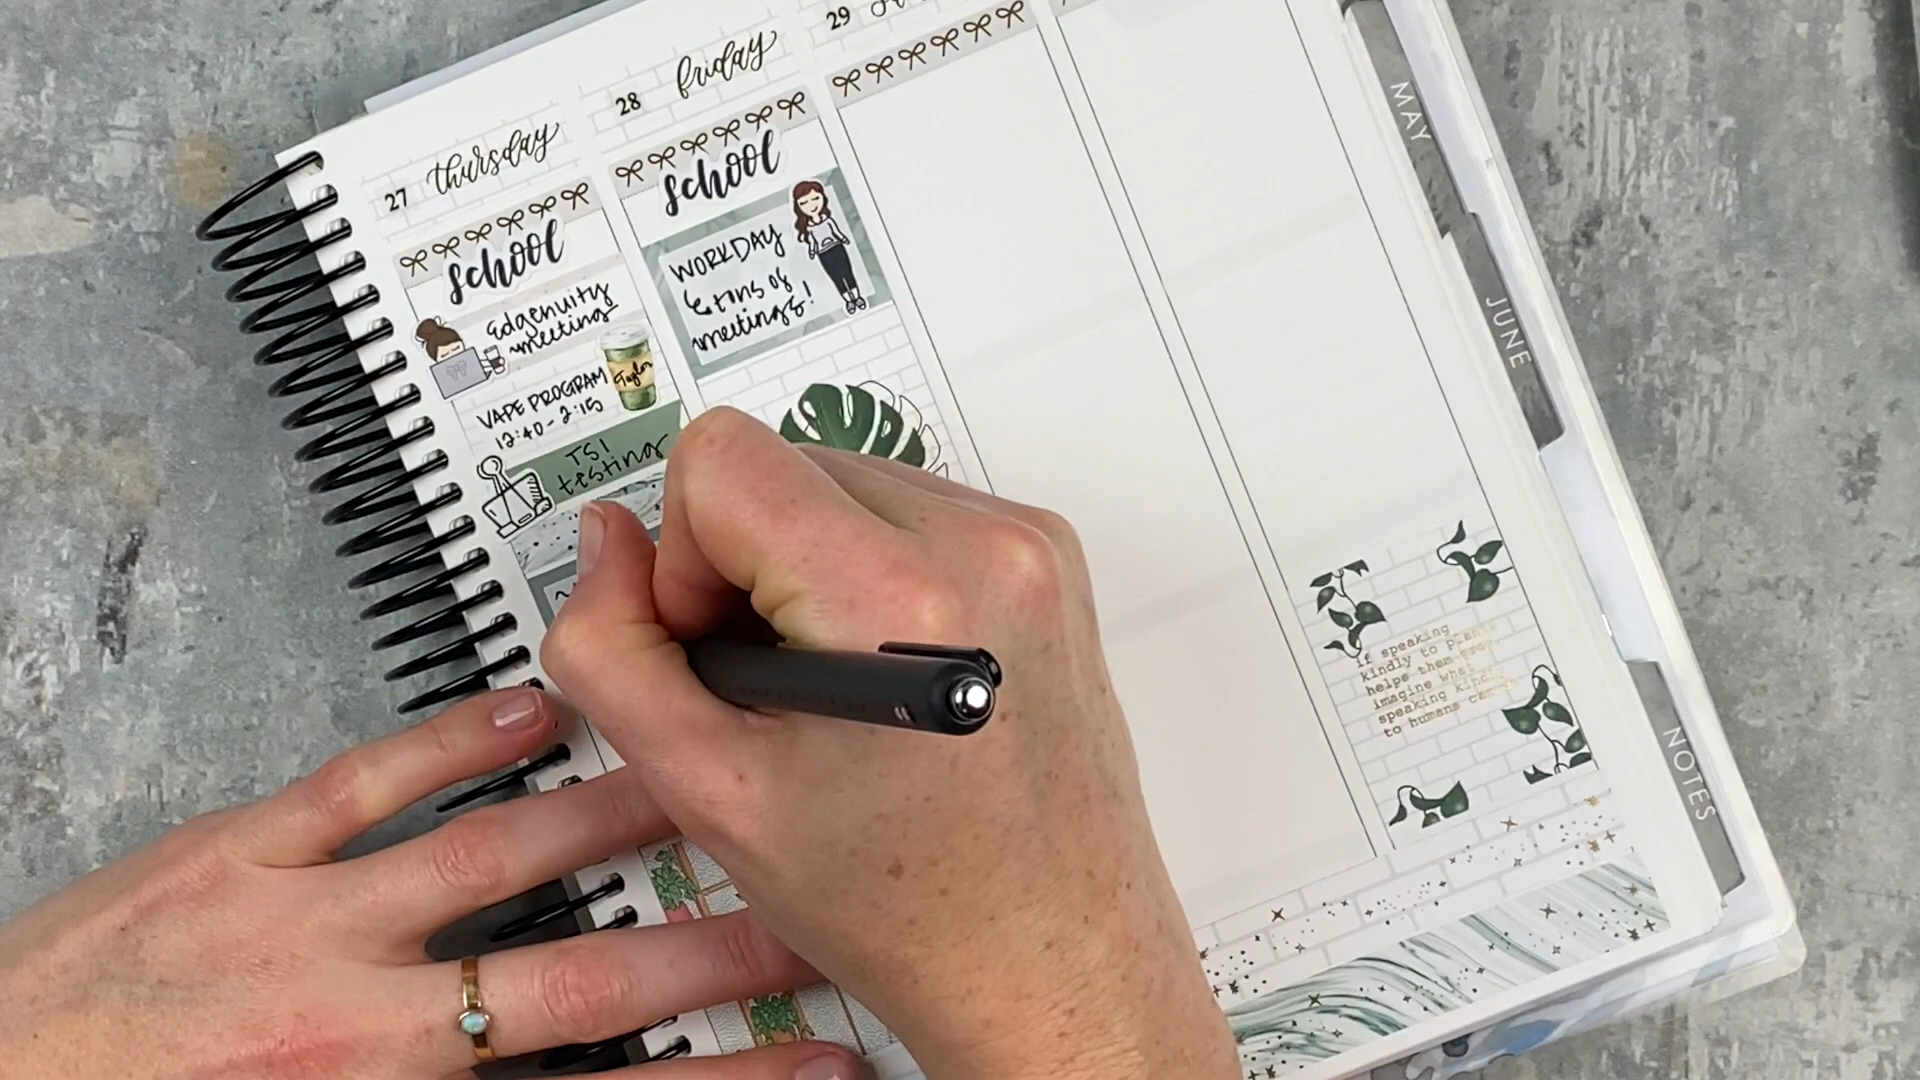 27 thursday
school
Edgenuity
meeting
VAPE PROGRAM
12:40-2:15
Taylor
TSI
testing
28 friday
school
WORKDAY
& tons of
meetings!
29
if speaking
kindly to plants
helps them grow,
imagine what
speaking kindly
to humans can
MAY
JUNE
NOTES